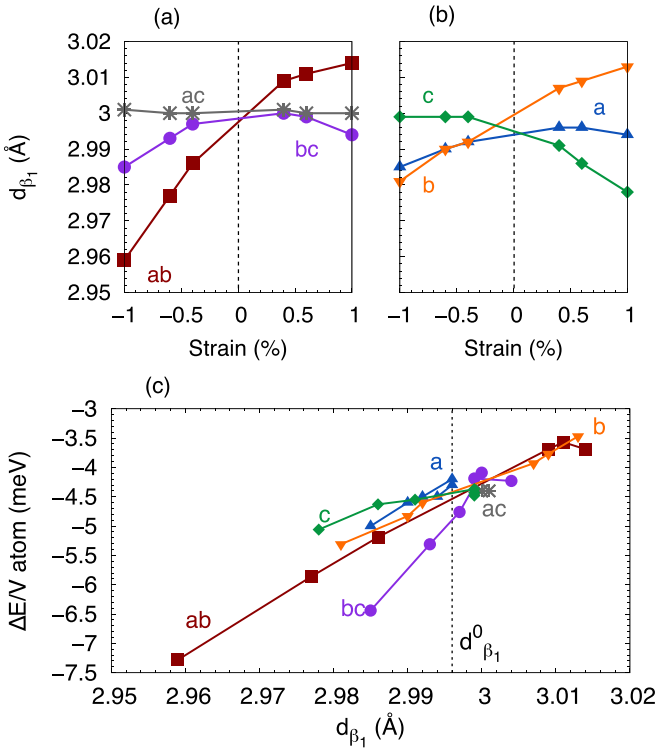 (a)
(b)
3.02
3.01
3
2.99
2.98
2.97
2.96
2.95
d_β₁ (Å)
ac
bc
ab
c
a
b
−1 −0.5 0 0.5 1
−1 −0.5 0 0.5 1
Strain (%)
Strain (%)
(c)
−3
−3.5
−4
−4.5
−5
−5.5
−6
−6.5
−7
−7.5
ΔE/V atom (meV)
b
a
c
ac
ab
bc
d⁰_β₁
2.95 2.96 2.97 2.98 2.99 3 3.01 3.02
d_β₁ (Å)